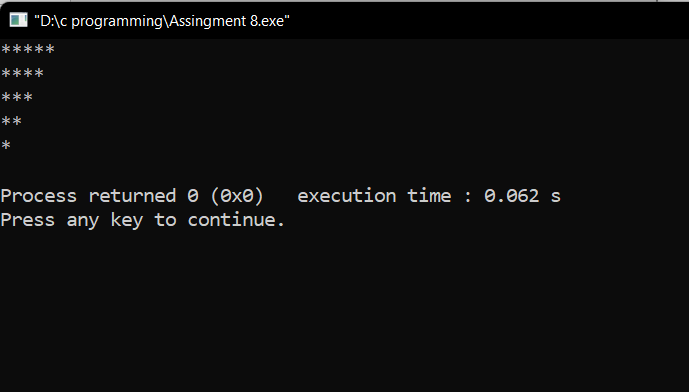 "D:\c programming\Assingment 8.exe"
*****
****
***
**
*
Process returned 0 (0x0)   execution time : 0.062 s
Press any key to continue.